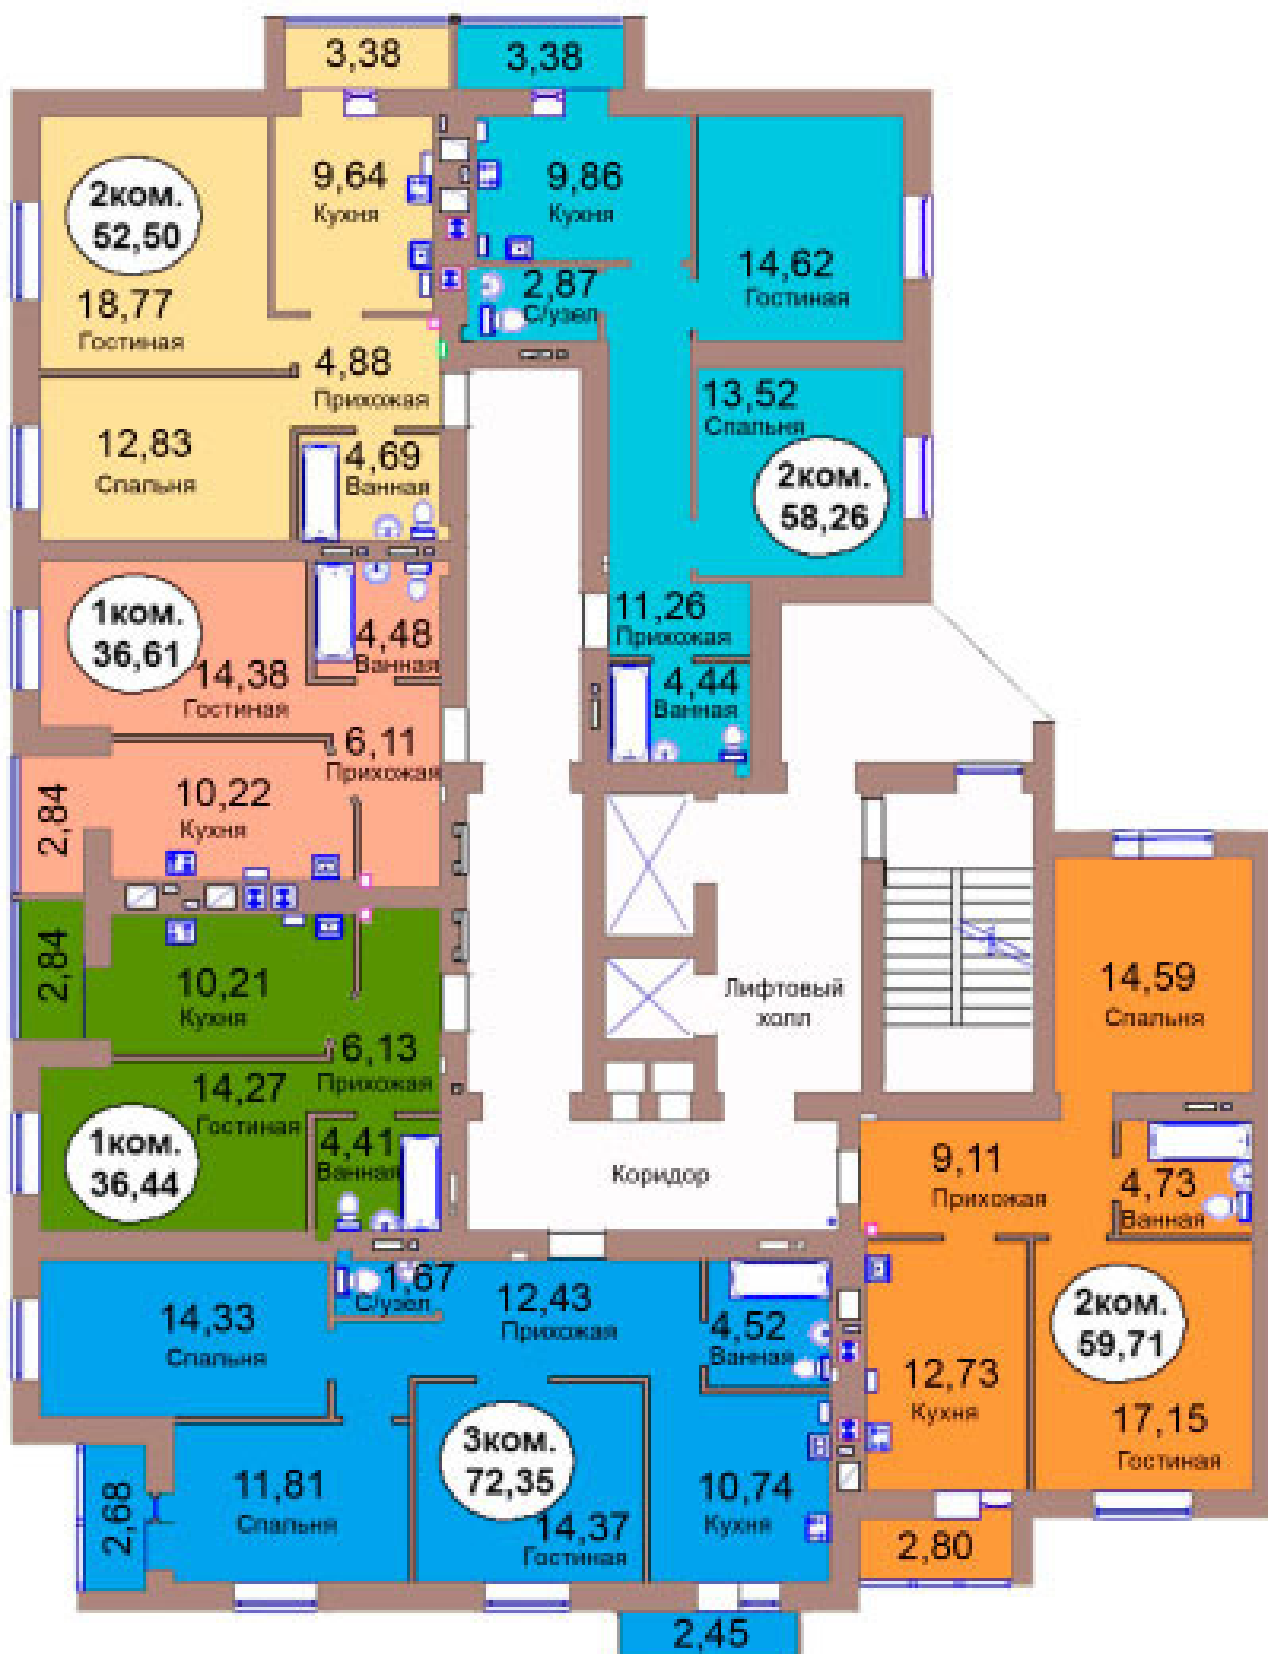 3,38
3,38
2ком.
52,50
9,64
Кухня
18,77
Гостиная
4,88
Прихожая
12,83
Спальня
4,69
Ванная
9,86
Кухня
2,87
С/узел
14,62
Гостиная
13,52
Спальня
2ком.
58,26
11,26
Прихожая
4,44
Ванная
1ком.
36,61
4,48
Ванная
14,38
Гостиная
6,11
Прихожая
10,22
Кухня
2,84
2,84
10,21
Кухня
6,13
Прихожая
14,27
Гостиная
1ком.
36,44
4,41
Ванная
Лифтовый
холл
Коридор
14,59
Спальня
9,11
Прихожая
4,73
Ванная
2ком.
59,71
12,73
Кухня
17,15
Гостиная
2,80
14,33
Спальня
1,67
С/узел
12,43
Прихожая
4,52
Ванная
3ком.
72,35
2,68
11,81
Спальня
14,37
Гостиная
10,74
Кухня
2,45